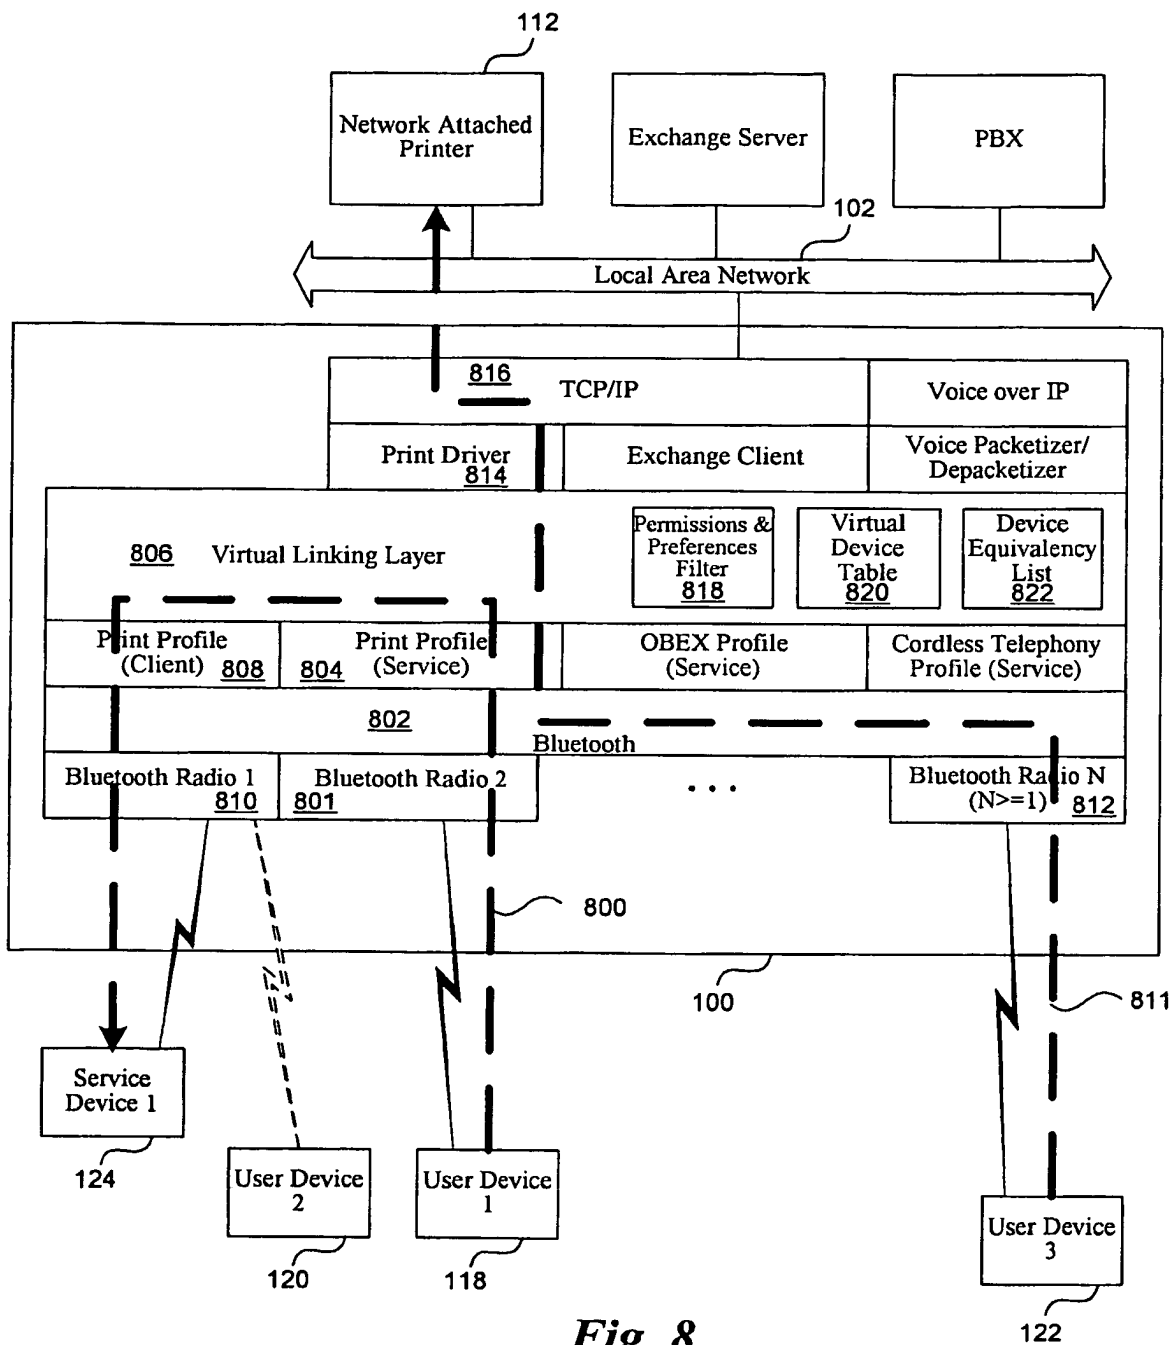 112
Network Attached
Printer
Exchange Server
PBX
102
Local Area Network
816
TCP/IP
Voice over IP
Print Driver
814
Exchange Client
Voice Packetizer/
Depacketizer
806
Virtual Linking Layer
Permissions &
Preferences
Filter
818
Virtual
Device
Table
820
Device
Equivalency
List
822
Print Profile
(Client)
808
Print Profile
(Service)
804
OBEX Profile
(Service)
Cordless Telephony
Profile (Service)
802
Bluetooth
Bluetooth Radio 1
810
Bluetooth Radio 2
801
. . .
Bluetooth Radio N
(N>=1)
812
800
100
811
Service
Device 1
124
User Device
2
120
User Device
1
118
User Device
3
122
Fig. 8